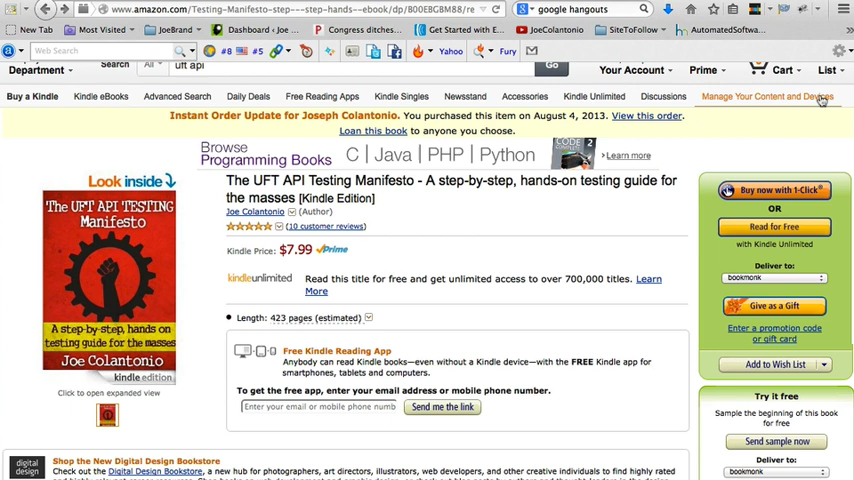 www.amazon.com/Testing-Manifesto-step---step-hands--ebook/dp/B00EBGM88/re
google hangouts
New Tab
Most Visited
JoeBrand
Dashboard ‹ Joe ...
Congress ditches...
Get Started with E...
JoeColantonio
SiteToFollow
AutomatedSoftwa...
Web Search
#8
#5
Yahoo
Fury
Department
Search
All
uft api
Go
Your Account
Prime
Cart
List
Buy a Kindle
Kindle eBooks
Advanced Search
Daily Deals
Free Reading Apps
Kindle Singles
Newsstand
Accessories
Kindle Unlimited
Discussions
Manage Your Content and Devices
Instant Order Update for Joseph Colantonio. You purchased this item on August 4, 2013. View this order.
Loan this book to anyone you choose.
Browse
Programming Books
C | Java | PHP | Python
CODE
Learn more
Look inside
The UFT API TESTING
Manifesto
A step-by-step, hands on
testing guide for the masses
Joe Colantonio
kindle edition
Click to open expanded view
The UFT API Testing Manifesto - A step-by-step, hands-on testing guide for
the masses [Kindle Edition]
Joe Colantonio (Author)
(10 customer reviews)
Kindle Price: $7.99 Prime
kindleunlimited
Read this title for free and get unlimited access to over 700,000 titles. Learn
More
Length: 423 pages (estimated)
Free Kindle Reading App
Anybody can read Kindle books—even without a Kindle device—with the FREE Kindle app for
smartphones, tablets and computers.
To get the free app, enter your email address or mobile phone number.
Enter your email or mobile phone numb
Send me the link
Buy now with 1-Click®
OR
Read for Free
with Kindle Unlimited
Deliver to:
bookmonk
Give as a Gift
Enter a promotion code
or gift card
Add to Wish List
Try it free
Sample the beginning of this book
for free
Send sample now
Deliver to:
bookmonk
digital
design
Shop the New Digital Design Bookstore
Check out the Digital Design Bookstore, a new hub for photographers, art directors, illustrators, web developers, and other creative individuals to find highly rated